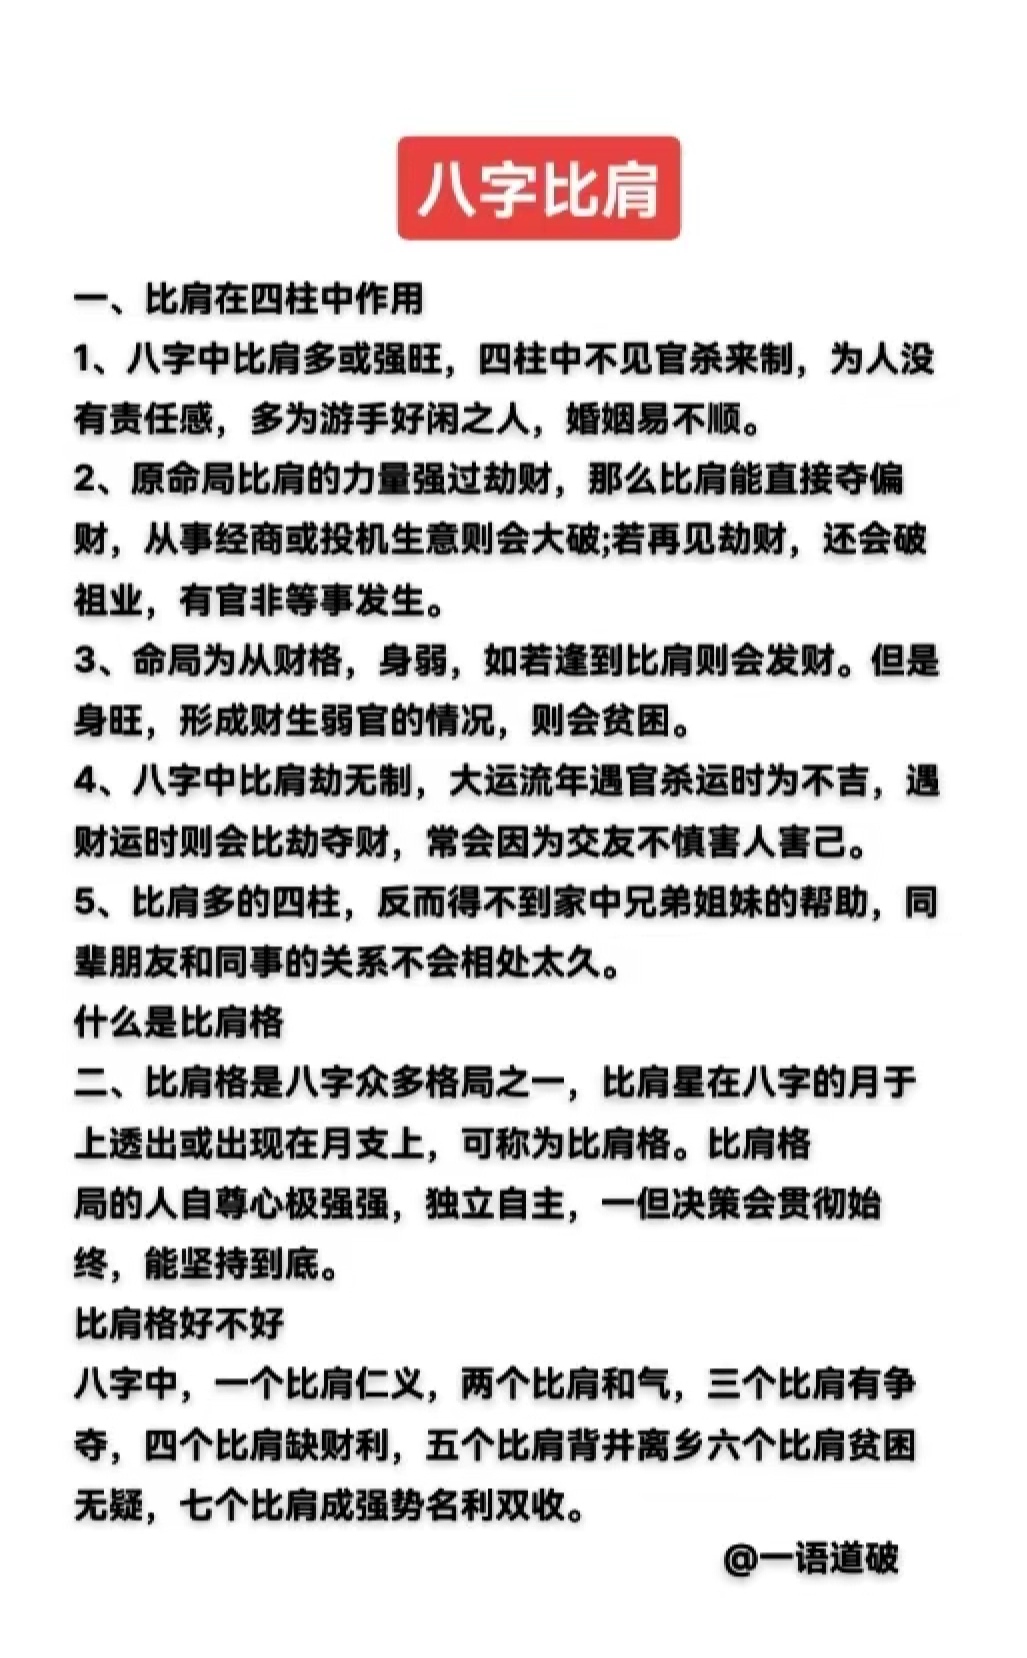 八字比肩
一、比肩在四柱中作用
1、八字中比肩多或强旺，四柱中不见官杀来制，为人没
有责任感，多为游手好闲之人，婚姻易不顺。
2、原命局比肩的力量强过劫财，那么比肩能直接夺偏
财，从事经商或投机生意则会大破;若再见劫财，还会破
祖业，有官非等事发生。
3、命局为从财格，身弱，如若逢到比肩则会发财。但是
身旺，形成财生弱官的情况，则会贫困。
4、八字中比肩劫无制，大运流年遇官杀运时为不吉，遇
财运时则会比劫夺财，常会因为交友不慎害人害己。
5、比肩多的四柱，反而得不到家中兄弟姐妹的帮助，同
辈朋友和同事的关系不会相处太久。
什么是比肩格
二、比肩格是八字众多格局之一，比肩星在八字的月于
上透出或出现在月支上，可称为比肩格。比肩格
局的人自尊心极强强，独立自主，一但决策会贯彻始
终，能坚持到底。
比肩格好不好
八字中，一个比肩仁义，两个比肩和气，三个比肩有争
夺，四个比肩缺财利，五个比肩背井离乡六个比肩贫困
无疑，七个比肩成强势名利双收。
@一语道破